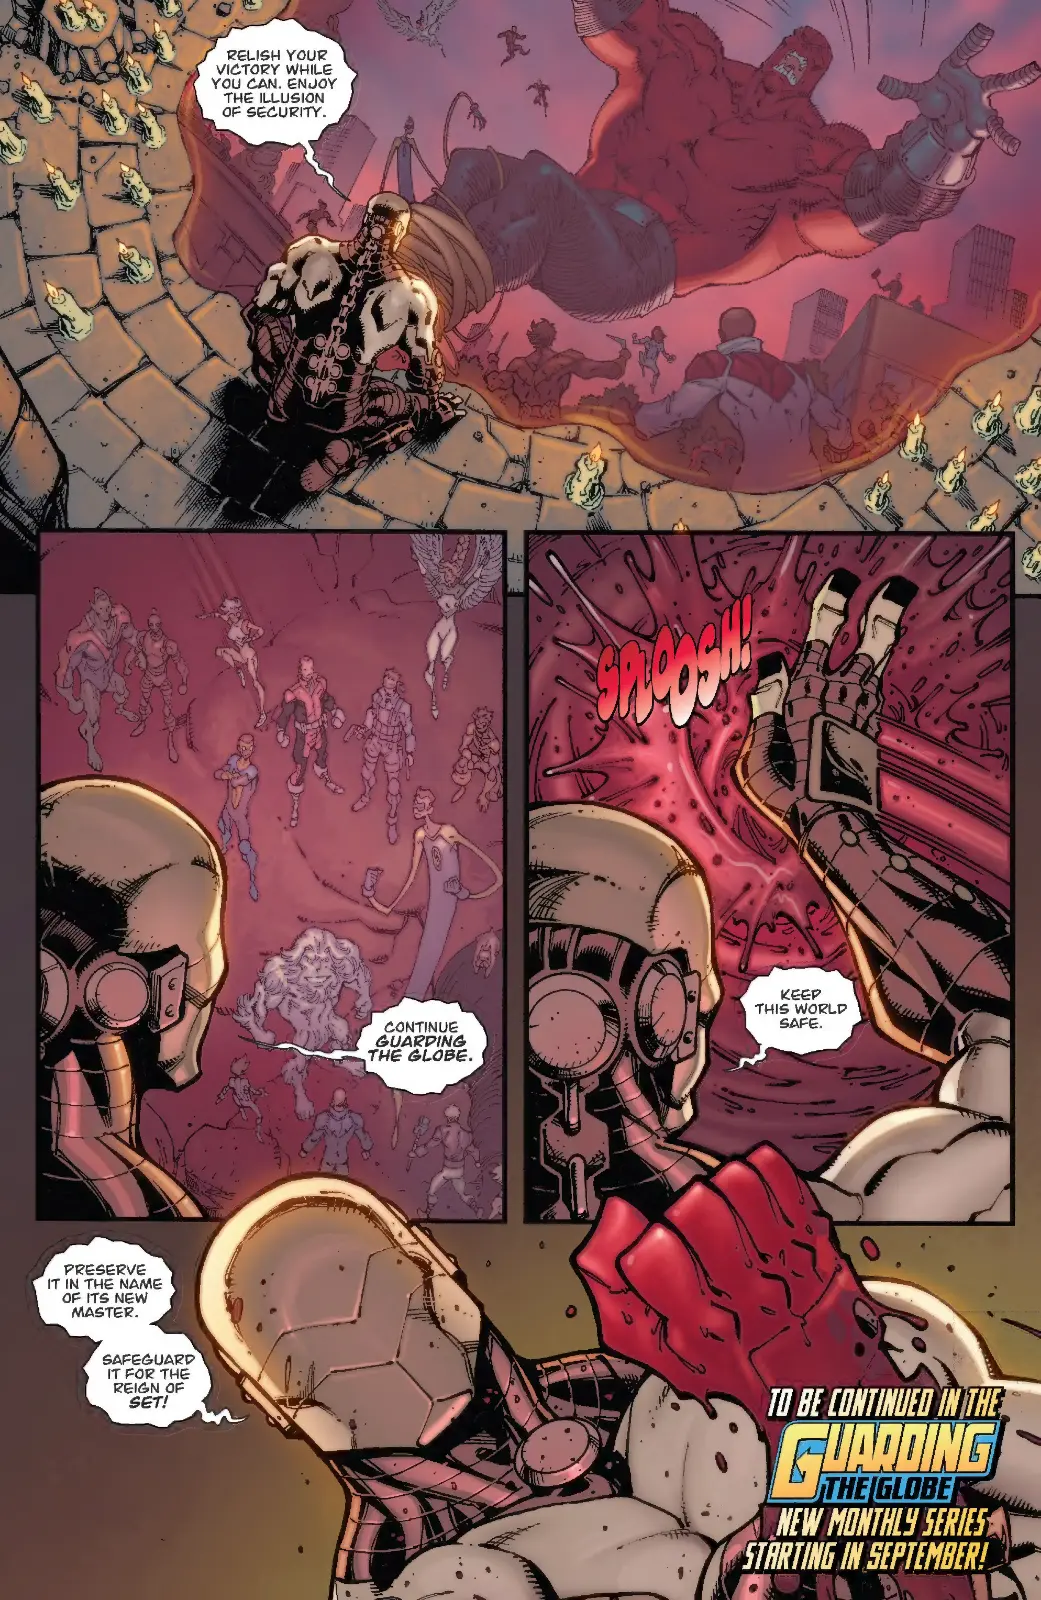 RELISH YOUR
VICTORY WHILE
YOU CAN. ENJOY
THE ILLUSION
OF SECURITY.
CONTINUE
GUARDING
THE GLOBE.
SPLOOSH!
KEEP
THIS WORLD
SAFE.
PRESERVE
IT IN THE NAME
OF ITS NEW
MASTER.
SAFEGUARD
IT FOR THE
REIGN OF
SET!
TO BE CONTINUED IN THE
GUARDING
THE GLOBE
NEW MONTHLY SERIES
STARTING IN SEPTEMBER!